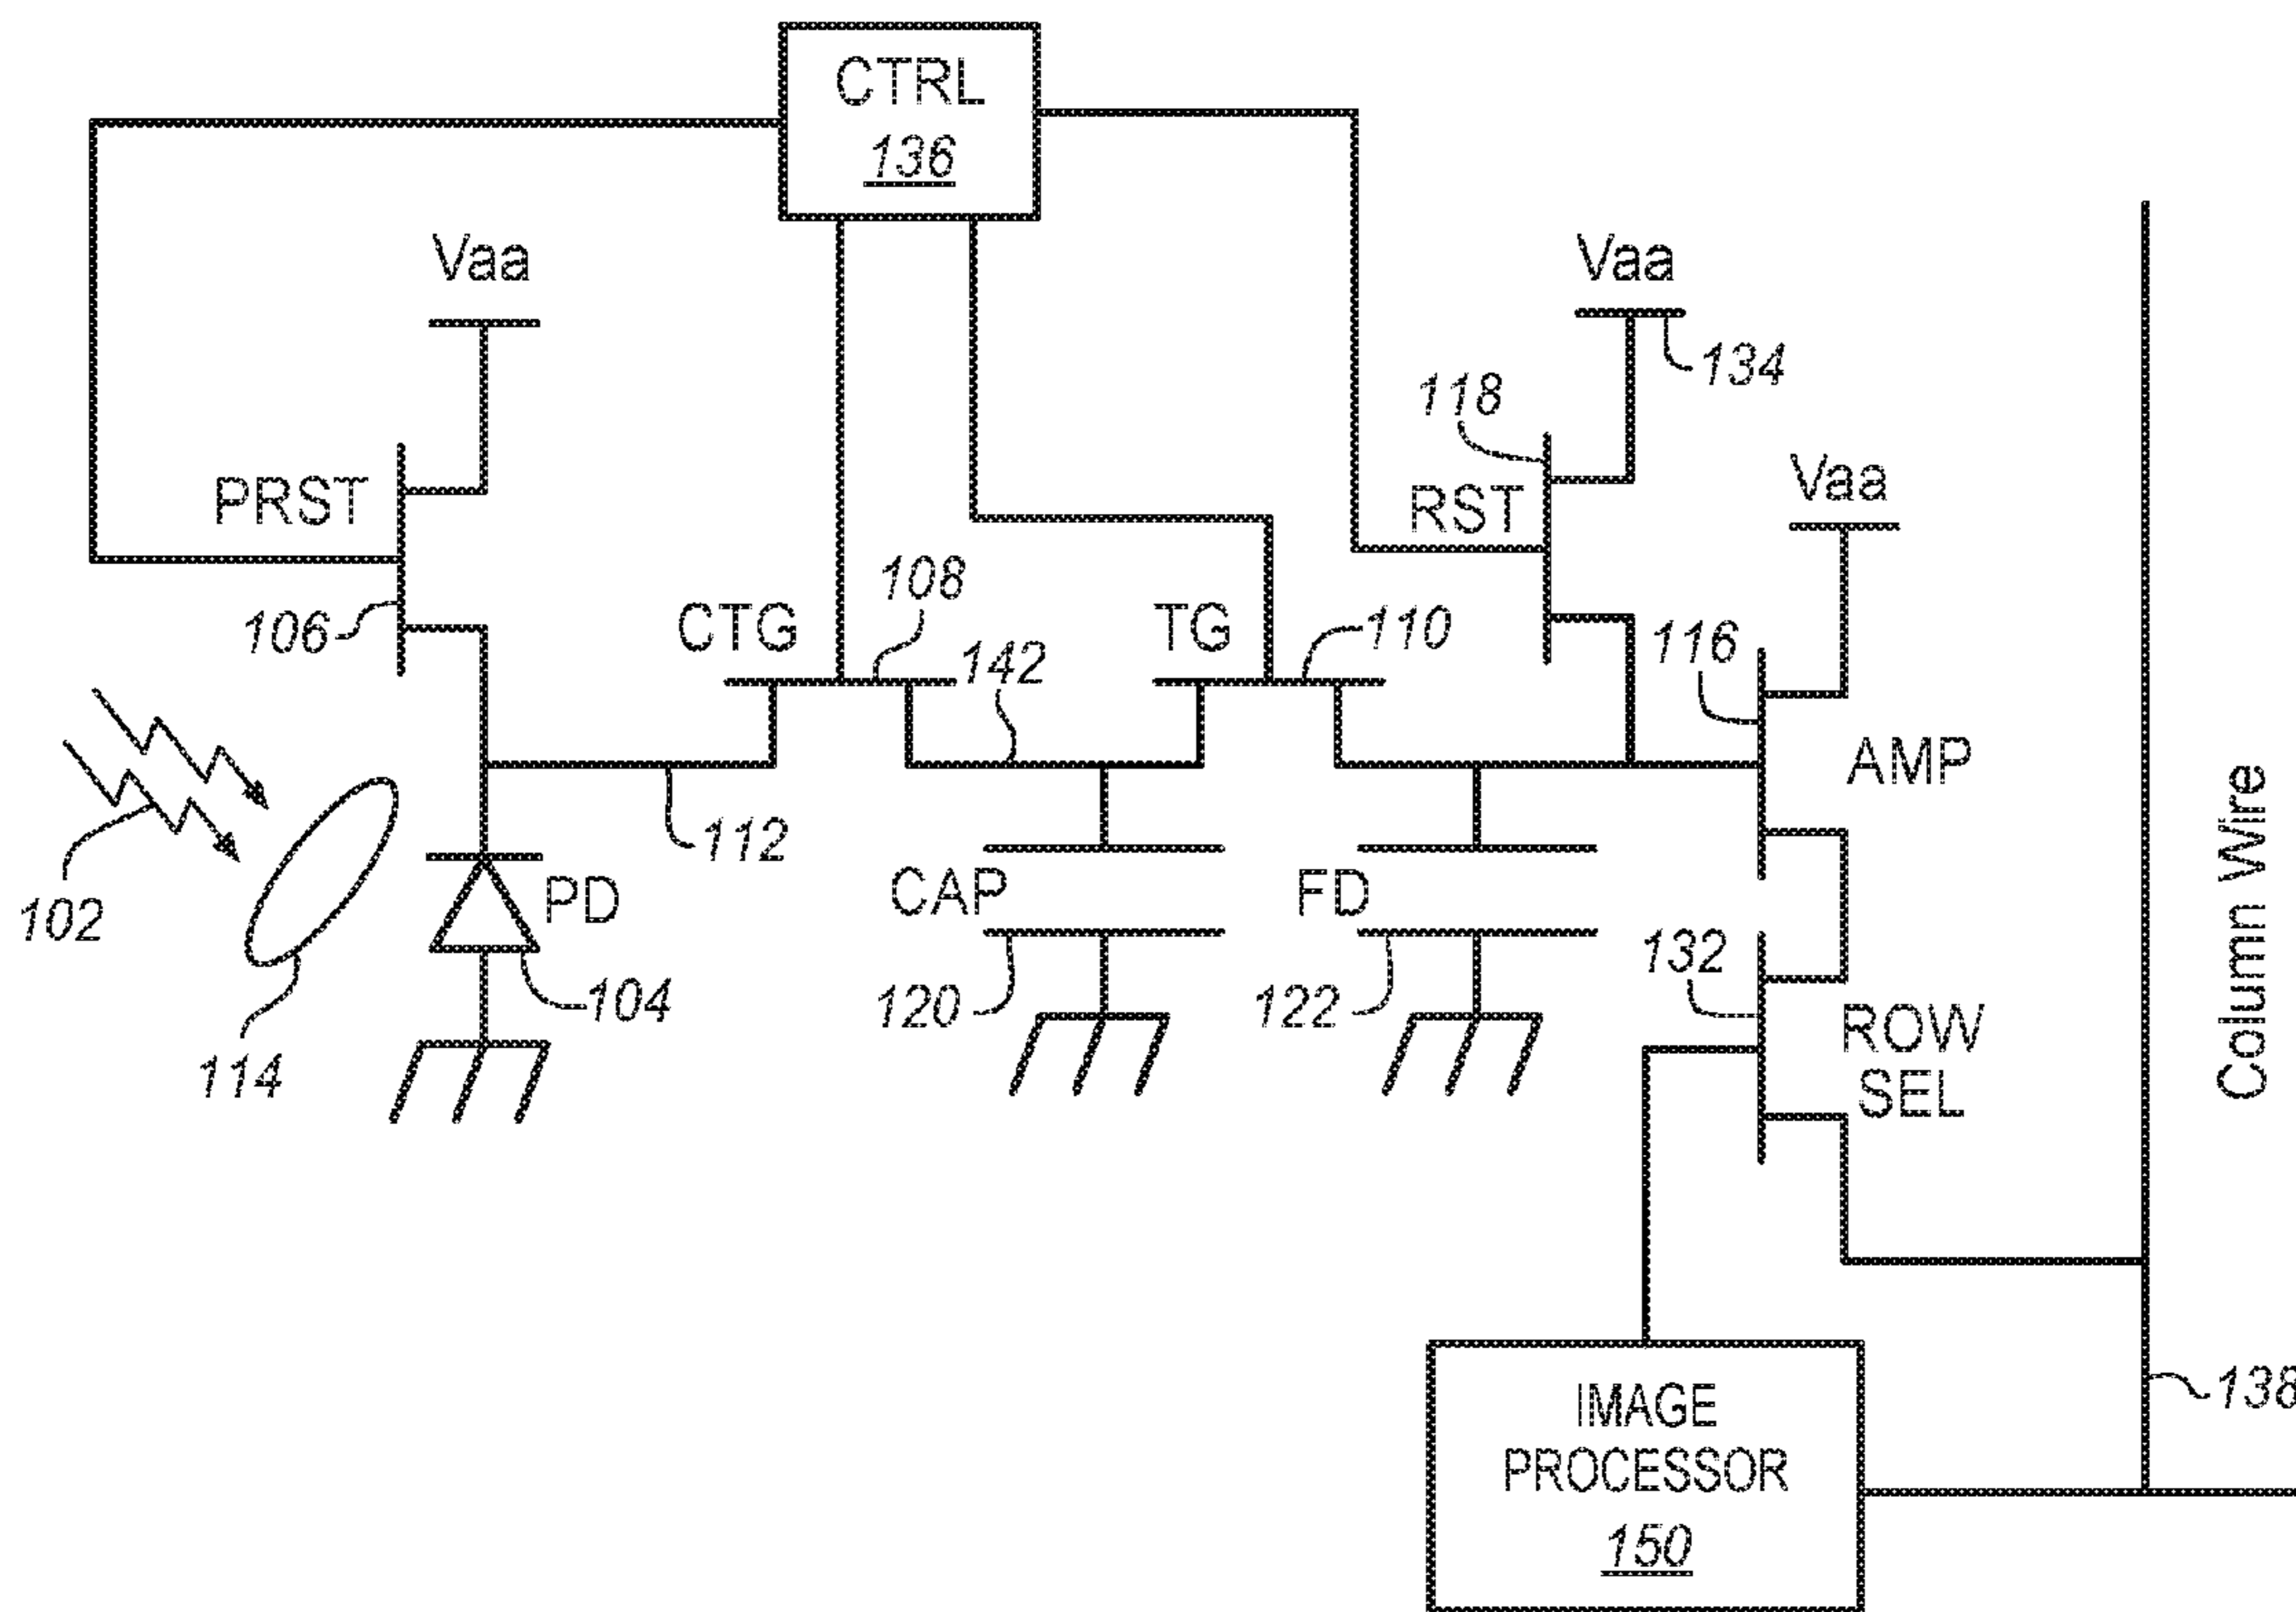 CTRL
136
Vaa
Vaa
134
118
PRST
RST
Vaa
106
CTG
108
142
TG
110
116
AMP
102
114
PD
104
112
CAP
120
FD
122
132
ROW
SEL
Column Wire
138
IMAGE
PROCESSOR
150